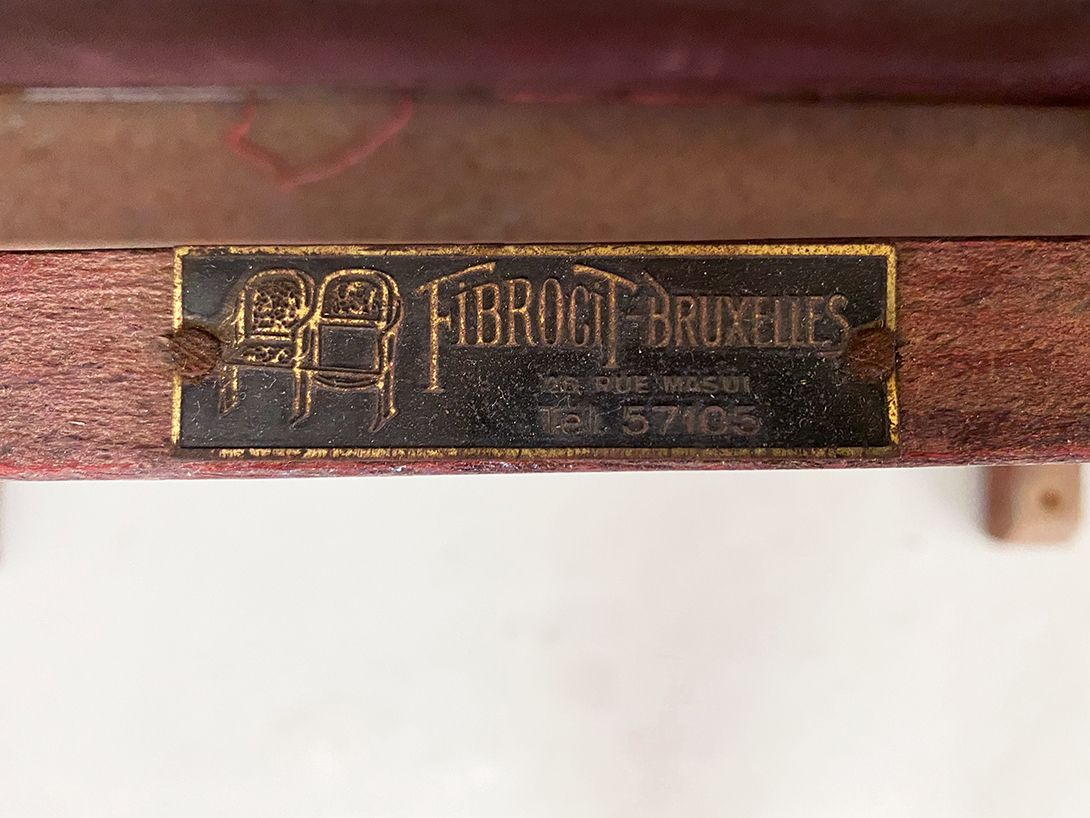 FIBROCIT-BRUXELLES
RUE MASUI
Tel. 57105